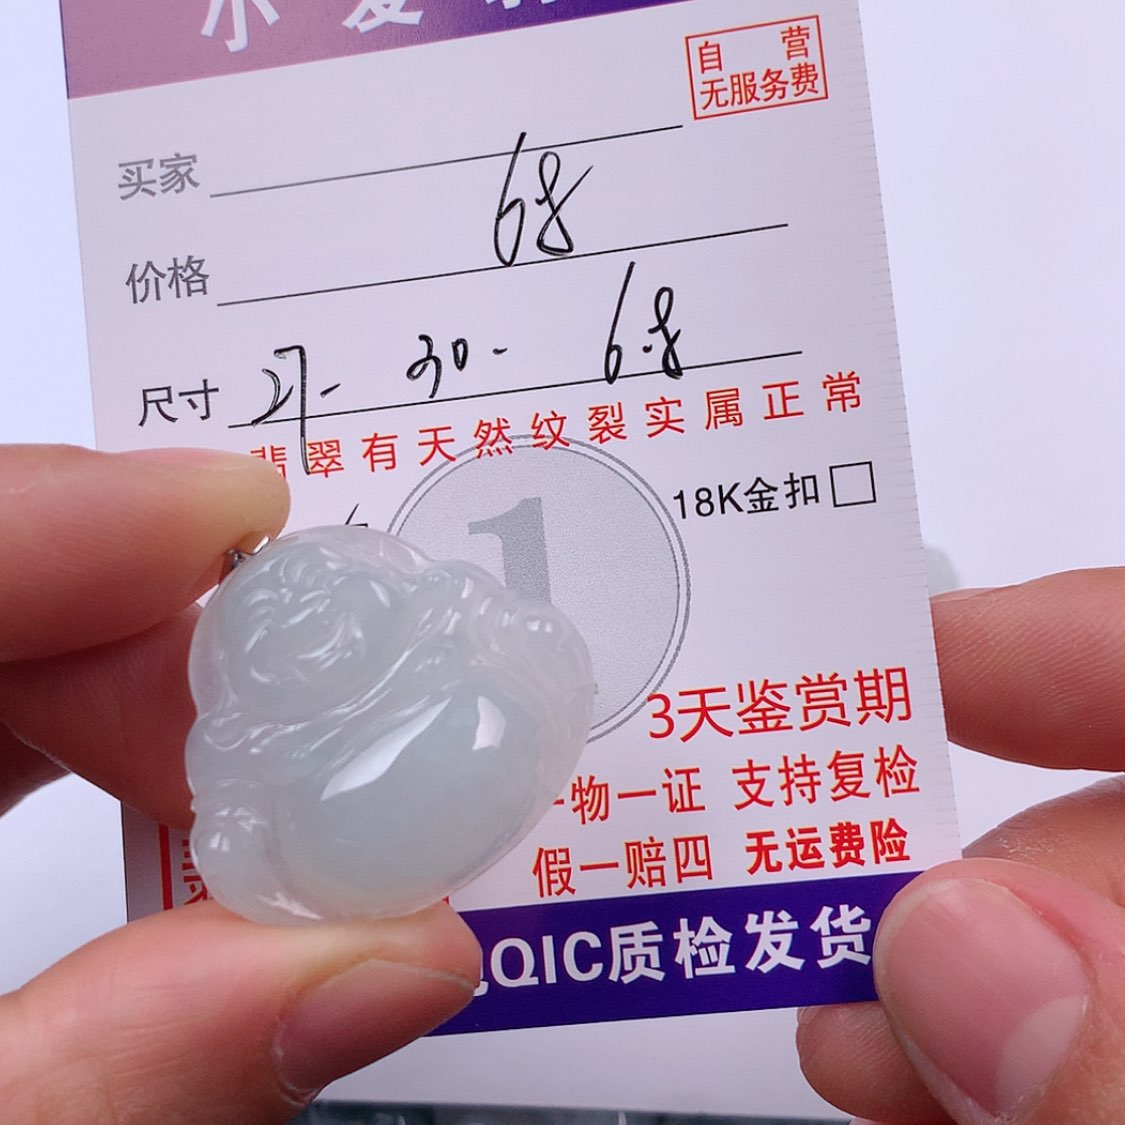 自 营
无服务费
买家
价格 68
尺寸 27- 30- 6.8
翡翠有天然纹裂实属正常
1
18K金扣□
3天鉴赏期
物一证 支持复检
假一赔四 无运费险
QIC质检发货